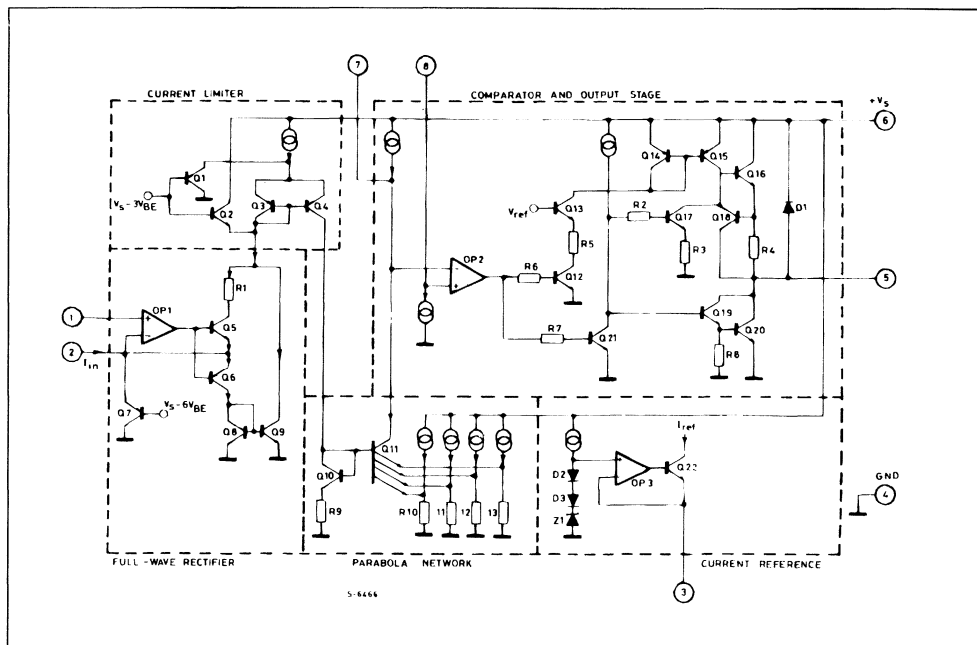 7
8
CURRENT LIMITER
COMPARATOR AND OUTPUT STAGE
+Vs
6
Q1
Q14
Q15
Q16
Vs-3VBE
Q2
Q3
Q4
Vref
Q13
R2
Q17
Q18
D1
R5
R3
R4
OP2
R6
Q12
5
R1
OP1
1
Q5
R7
Q19
Q20
2
Iin
Q21
R8
Q6
Q7
Vs-6VBE
Q8
Q9
Q11
Iref
Q10
D2
OP3
Q22
GND
4
D3
R9
R10
11
12
13
Z1
FULL-WAVE RECTIFIER
PARABOLA NETWORK
CURRENT REFERENCE
S-6466
3